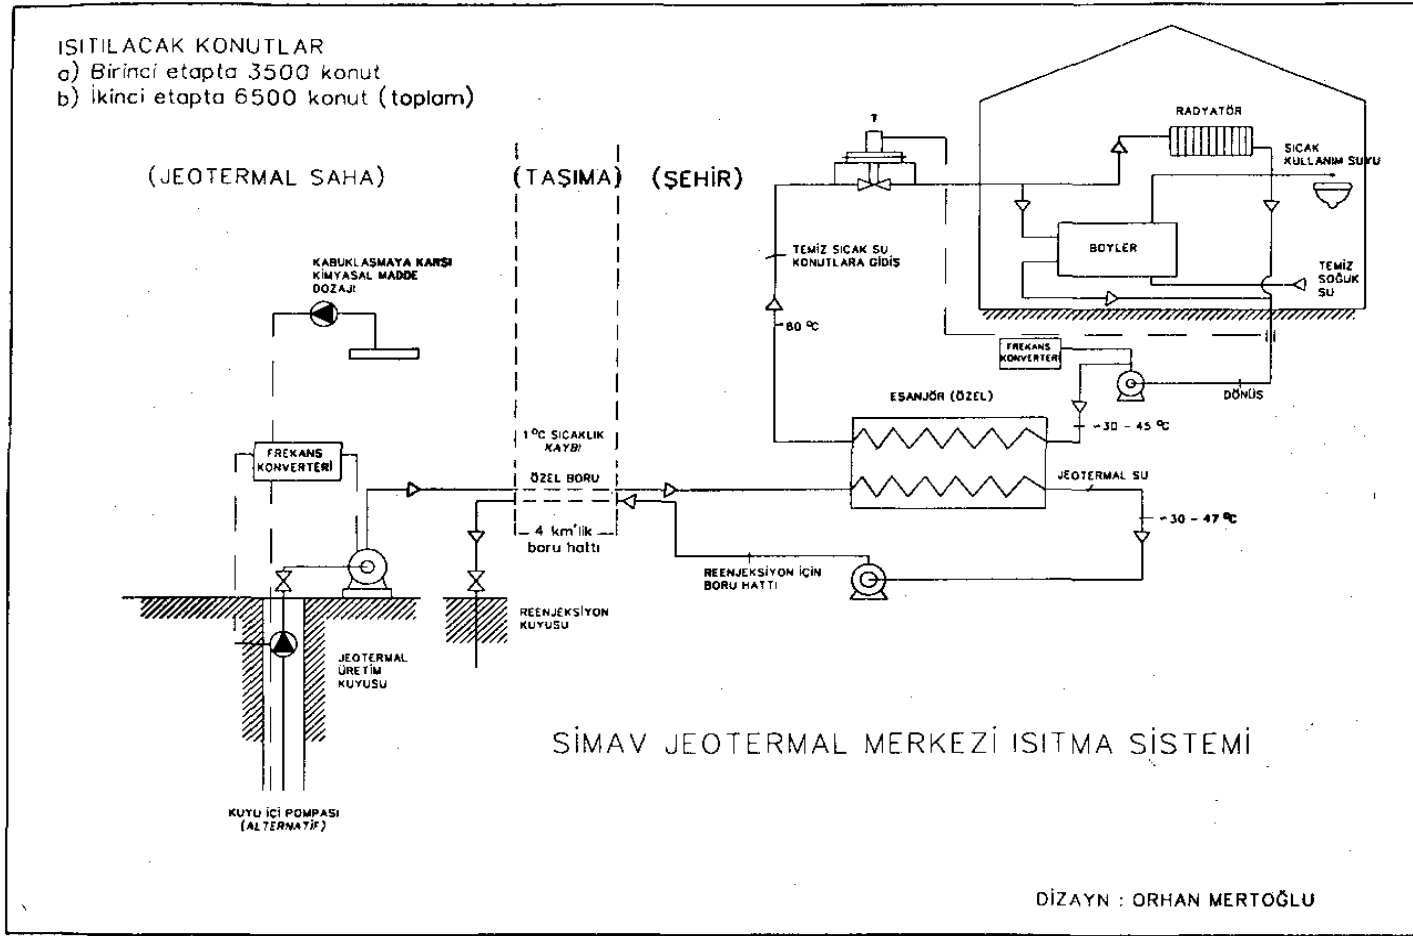 ISITILACAK KONUTLAR
a) Birinci etapta 3500 konut
b) İkinci etapta 6500 konut (toplam)
(JEOTERMAL SAHA)
(TAŞIMA)
(ŞEHİR)
T
RADYATÖR
SICAK
KULLANIM SUYU
BOYLER
TEMİZ
SOĞUK
SU
TEMİZ SICAK SU
KONUTLARA GİDİŞ
KABUKLAŞMAYA KARŞI
KİMYASAL MADDE
DOZAJI
~80 °C
FREKANS
KONVERTERİ
DÖNÜŞ
EŞANJÖR (ÖZEL)
~30 - 45 °C
1°C SICAKLIK
KAYBI
FREKANS
KONVERTERİ
ÖZEL BORU
JEOTERMAL SU
~30 - 47 °C
4 km'lik
boru hattı
REENJEKSİYON İÇİN
BORU HATTI
REENJEKSİYON
KUYUSU
JEOTERMAL
ÜRETİM
KUYUSU
SİMAV JEOTERMAL MERKEZİ ISITMA SİSTEMİ
KUYU İÇİ POMPASI
(ALTERNATİF)
DİZAYN : ORHAN MERTOĞLU